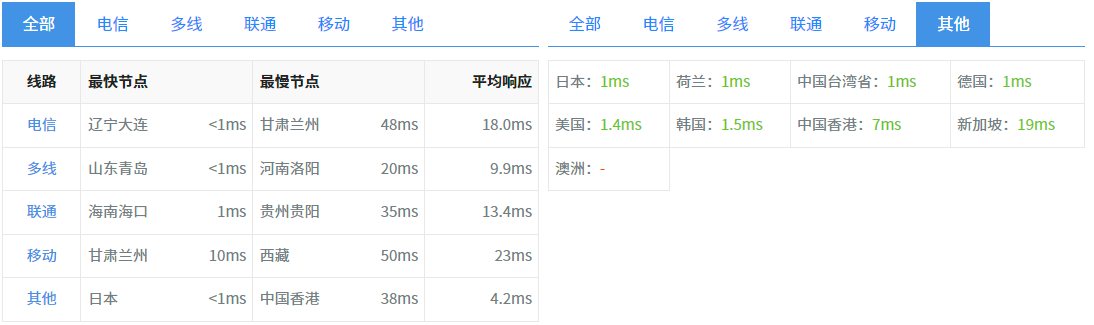 全部 电信 多线 联通 移动 其他
线路 最快节点 最慢节点 平均响应
电信 辽宁大连 <1ms 甘肃兰州 48ms 18.0ms
多线 山东青岛 <1ms 河南洛阳 20ms 9.9ms
联通 海南海口 1ms 贵州贵阳 35ms 13.4ms
移动 甘肃兰州 10ms 西藏 50ms 23ms
其他 日本 <1ms 中国香港 38ms 4.2ms
全部 电信 多线 联通 移动 其他
日本：1ms 荷兰：1ms 中国台湾省：1ms 德国：1ms
美国：1.4ms 韩国：1.5ms 中国香港：7ms 新加坡：19ms
澳洲：-